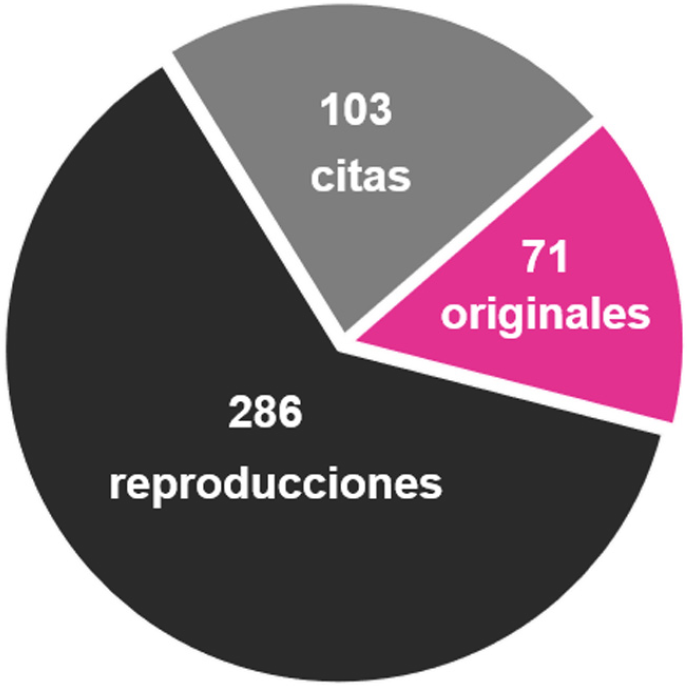 103
citas
71
originales
286
reproducciones